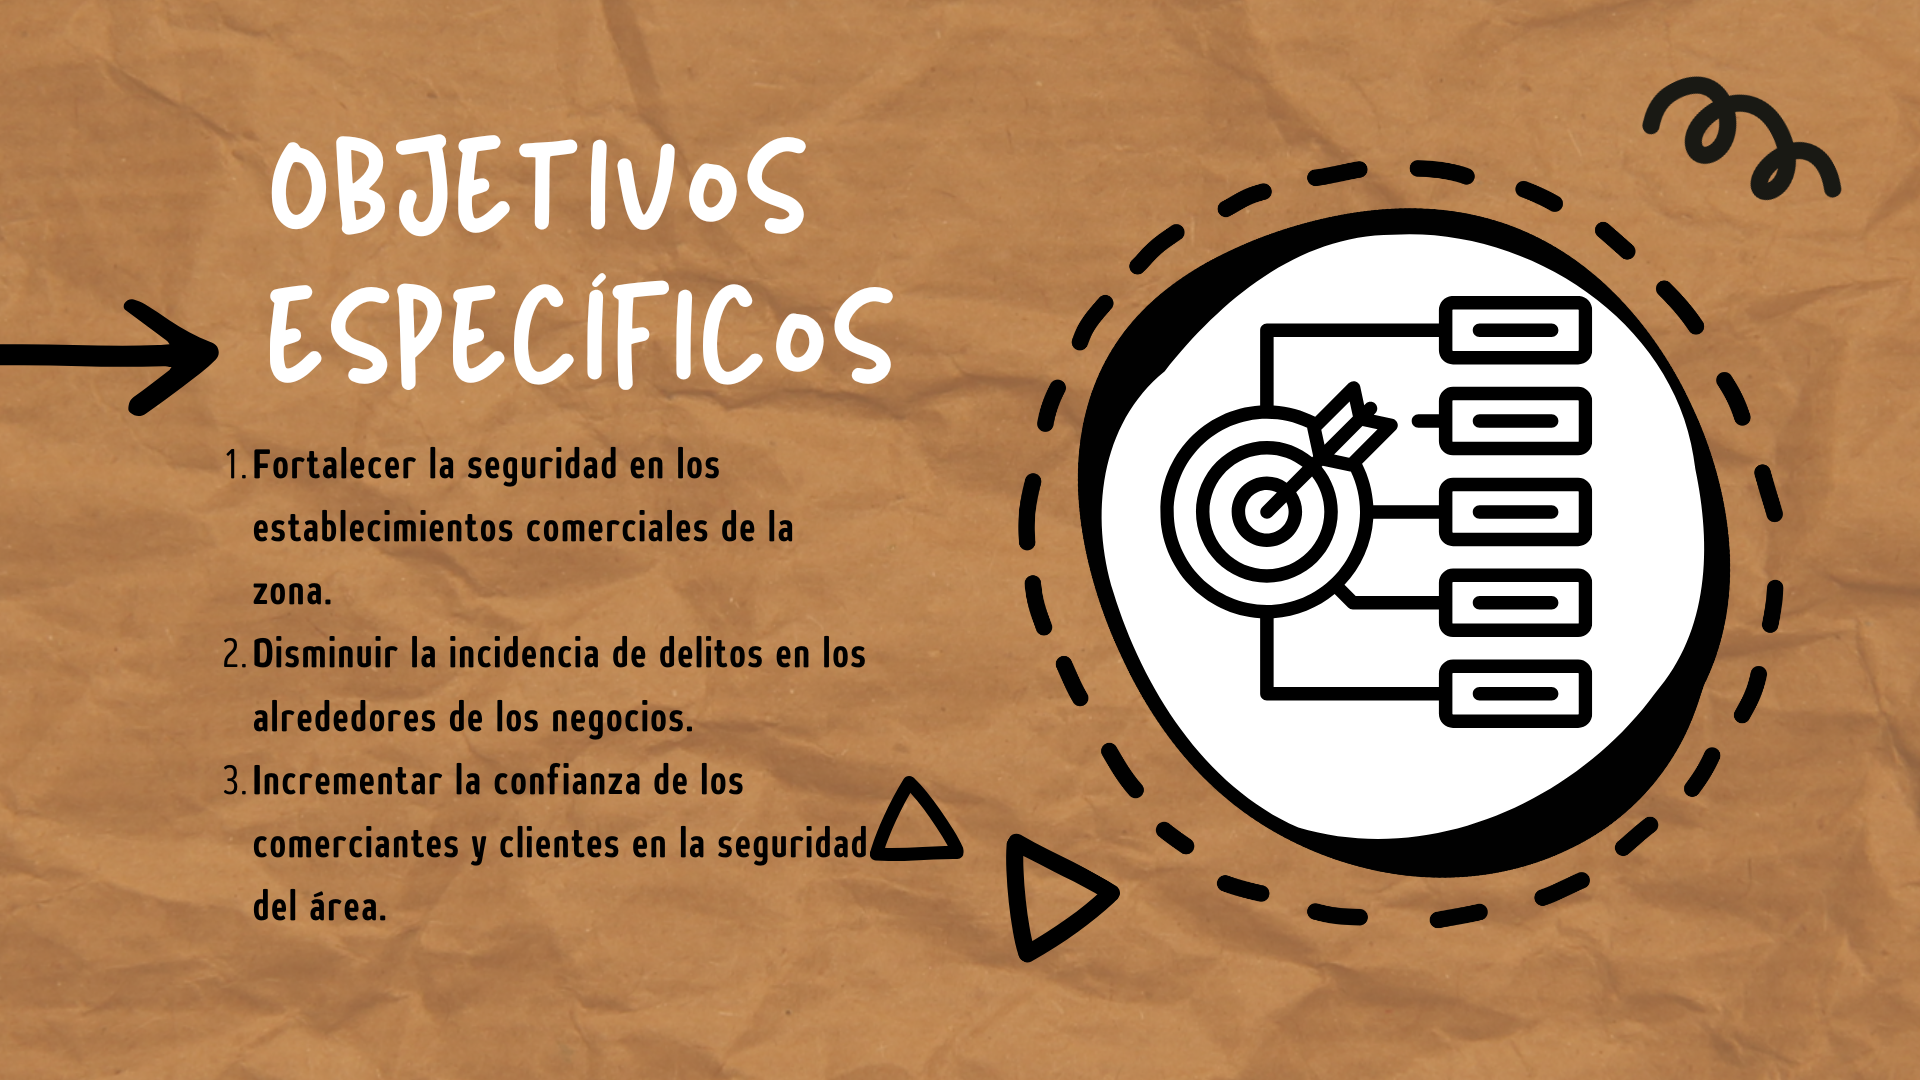 OBJETIVOS
ESPECÍFICOS
1. Fortalecer la seguridad en los
establecimientos comerciales de la
zona.
2. Disminuir la incidencia de delitos en los
alrededores de los negocios.
3. Incrementar la confianza de los
comerciantes y clientes en la seguridad
del área.